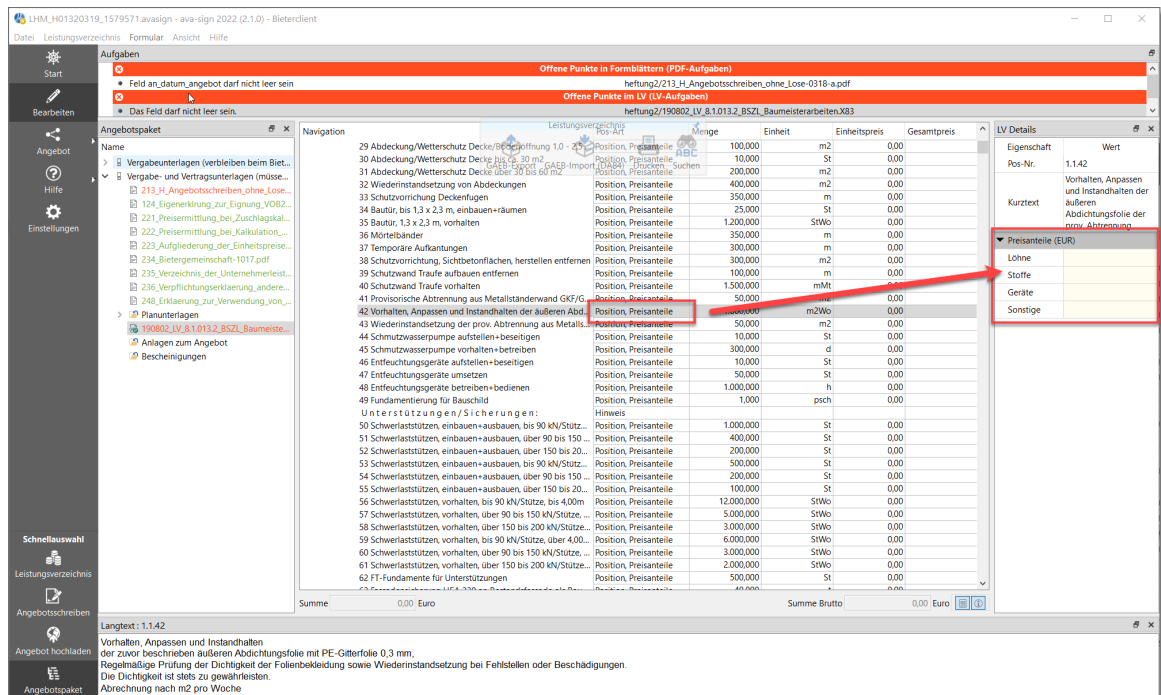 LHM_H01320319_1579571.avasign - ava-sign 2022 (2.1.0) - Bieterclient
Datei Leistungsverzeichnis Formular Ansicht Hilfe
Start
Bearbeiten
Angebot
Hilfe
Einstellungen
Schnellauswahl
Leistungsverzeichnis
Angebotsschreiben
Angebot hochladen
Angebotspaket
Aufgaben
Offene Punkte in Formblättern (PDF-Aufgaben)
Feld an_datum_angebot darf nicht leer sein heftung2/213_H_Angebotsschreiben_ohne_Lose-0318-a.pdf
Offene Punkte im LV (LV-Aufgaben)
Das Feld darf nicht leer sein. heftung2/190802_LV_8.1.013.2_BSZL_Baumeisterarbeiten.X83
Angebotspaket
Name
Vergabeunterlagen (verbleiben beim Biet...
Vergabe- und Vertragsunterlagen (müsse...
213_H_Angebotsschreiben_ohne_Lose...
124_Eigenerklrung_zur_Eignung_VOB2...
221_Preisermittlung_bei_Zuschlagskal...
222_Preisermittlung_bei_Kalkulation_...
223_Aufgliederung_der_Einheitspreise...
234_Bietergemeinschaft-1017.pdf
235_Verzeichnis_der_Unternehmerleist...
236_Verpflichtungserklaerung_andere...
248_Erklaerung_zur_Verwendung_von_...
Planunterlagen
190802_LV_8.1.013.2_BSZL_Baumeiste...
Anlagen zum Angebot
Bescheinigungen
Leistungsverzeichnis
GAEB-Export GAEB-Import (DA84) Drucken Suchen
Navigation Pos-Art Menge Einheit Einheitspreis Gesamtpreis
29 Abdeckung/Wetterschutz Decke/Bodenöffnung 1,0 - 2,5... Position, Preisanteile 100,000 m2 0,00
30 Abdeckung/Wetterschutz Decke bis ca. 30 m2 Position, Preisanteile 10,000 St 0,00
31 Abdeckung/Wetterschutz Decke über 30 bis 60 m2 Position, Preisanteile 200,000 m2 0,00
32 Wiederinstandsetzung von Abdeckungen Position, Preisanteile 400,000 m2 0,00
33 Schutzvorrichtung Deckenfugen Position, Preisanteile 350,000 m 0,00
34 Bautür, bis 1,3 x 2,3 m, einbauen+räumen Position, Preisanteile 25,000 St 0,00
35 Bautür, 1,3 x 2,3 m, vorhalten Position, Preisanteile 1.200,000 StWo 0,00
36 Mörtelbänder Position, Preisanteile 350,000 m 0,00
37 Temporäre Aufkantungen Position, Preisanteile 300,000 m 0,00
38 Schutzvorrichtung, Sichtbetonflächen, herstellen entfernen Position, Preisanteile 300,000 m2 0,00
39 Schutzwand Traufe aufbauen entfernen Position, Preisanteile 100,000 m 0,00
40 Schutzwand Traufe vorhalten Position, Preisanteile 1.500,000 mMt 0,00
41 Provisorische Abtrennung aus Metallständerwand GKF/G... Position, Preisanteile 50,000 m2 0,00
42 Vorhalten, Anpassen und Instandhalten der äußeren Abd... Position, Preisanteile m2Wo 0,00
43 Wiederinstandsetzung der prov. Abtrennung aus Metalls... Position, Preisanteile 50,000 m2 0,00
44 Schmutzwasserpumpe aufstellen+beseitigen Position, Preisanteile 10,000 St 0,00
45 Schmutzwasserpumpe vorhalten+betreiben Position, Preisanteile 300,000 d 0,00
46 Entfeuchtungsgeräte aufstellen+beseitigen Position, Preisanteile 10,000 St 0,00
47 Entfeuchtungsgeräte umsetzen Position, Preisanteile 50,000 St 0,00
48 Entfeuchtungsgeräte betreiben+bedienen Position, Preisanteile 1.000,000 h 0,00
49 Fundamentierung für Bauschild Position, Preisanteile 1,000 psch 0,00
Unterstützungen/Sicherungen: Hinweis
50 Schwerlaststützen, einbauen+ausbauen, bis 90 kN/Stütz... Position, Preisanteile 1.000,000 St 0,00
51 Schwerlaststützen, einbauen+ausbauen, über 90 bis 150 ... Position, Preisanteile 400,000 St 0,00
52 Schwerlaststützen, einbauen+ausbauen, über 150 bis 20... Position, Preisanteile 200,000 St 0,00
53 Schwerlaststützen, einbauen+ausbauen, bis 90 kN/Stütz... Position, Preisanteile 500,000 St 0,00
54 Schwerlaststützen, einbauen+ausbauen, über 90 bis 150 ... Position, Preisanteile 200,000 St 0,00
55 Schwerlaststützen, einbauen+ausbauen, über 150 bis 20... Position, Preisanteile 100,000 St 0,00
56 Schwerlaststützen, vorhalten, bis 90 kN/Stütze, bis 4,00m Position, Preisanteile 12.000,000 StWo 0,00
57 Schwerlaststützen, vorhalten, über 90 bis 150 kN/Stütze, ... Position, Preisanteile 5.000,000 StWo 0,00
58 Schwerlaststützen, vorhalten, über 150 bis 200 kN/Stütze... Position, Preisanteile 3.000,000 StWo 0,00
59 Schwerlaststützen, vorhalten, bis 90 kN/Stütze, über 4,00... Position, Preisanteile 6.000,000 StWo 0,00
60 Schwerlaststützen, vorhalten, über 90 bis 150 kN/Stütze, ... Position, Preisanteile 3.000,000 StWo 0,00
61 Schwerlaststützen, vorhalten, über 150 bis 200 kN/Stütze... Position, Preisanteile 2.000,000 StWo 0,00
62 FT-Fundamente für Unterstützungen Position, Preisanteile 500,000 St 0,00
Summe 0,00 Euro Summe Brutto 0,00 Euro
LV Details
Eigenschaft Wert
Pos-Nr. 1.1.42
Kurztext Vorhalten, Anpassen
und Instandhalten der
äußeren
Abdichtungsfolie der
prov. Abtrennung
Preisanteile (EUR)
Löhne
Stoffe
Geräte
Sonstige
Langtext : 1.1.42
Vorhalten, Anpassen und Instandhalten
der zuvor beschrieben äußeren Abdichtungsfolie mit PE-Gitterfolie 0,3 mm,
Regelmäßige Prüfung der Dichtigkeit der Folienbekleidung sowie Wiederinstandsetzung bei Fehlstellen oder Beschädigungen.
Die Dichtigkeit ist stets zu gewährleisten.
Abrechnung nach m2 pro Woche